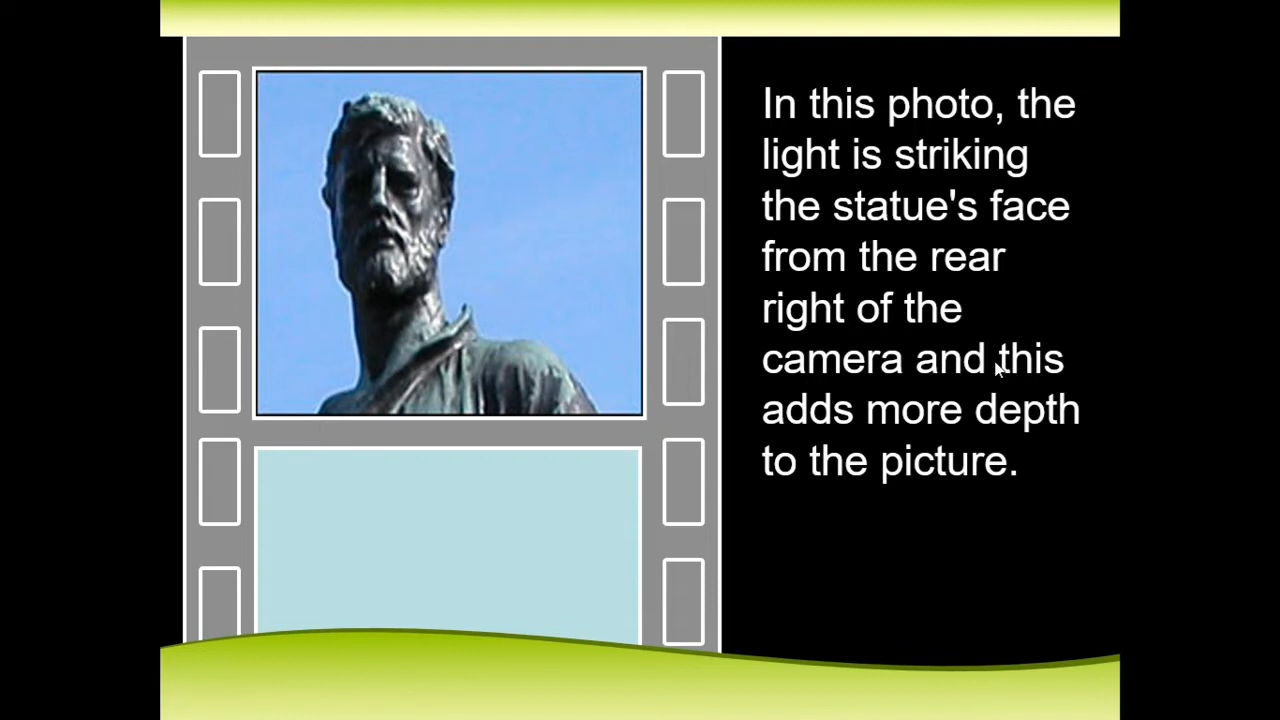 In this photo, the
light is striking
the statue's face
from the rear
right of the
camera and this
adds more depth
to the picture.